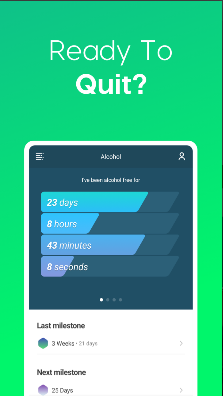 Ready To
Quit?
Alcohol
I've been alcohol free for
23 days
8 hours
43 minutes
8 seconds
Last milestone
3 Weeks · 21 days
Next milestone
25 Days